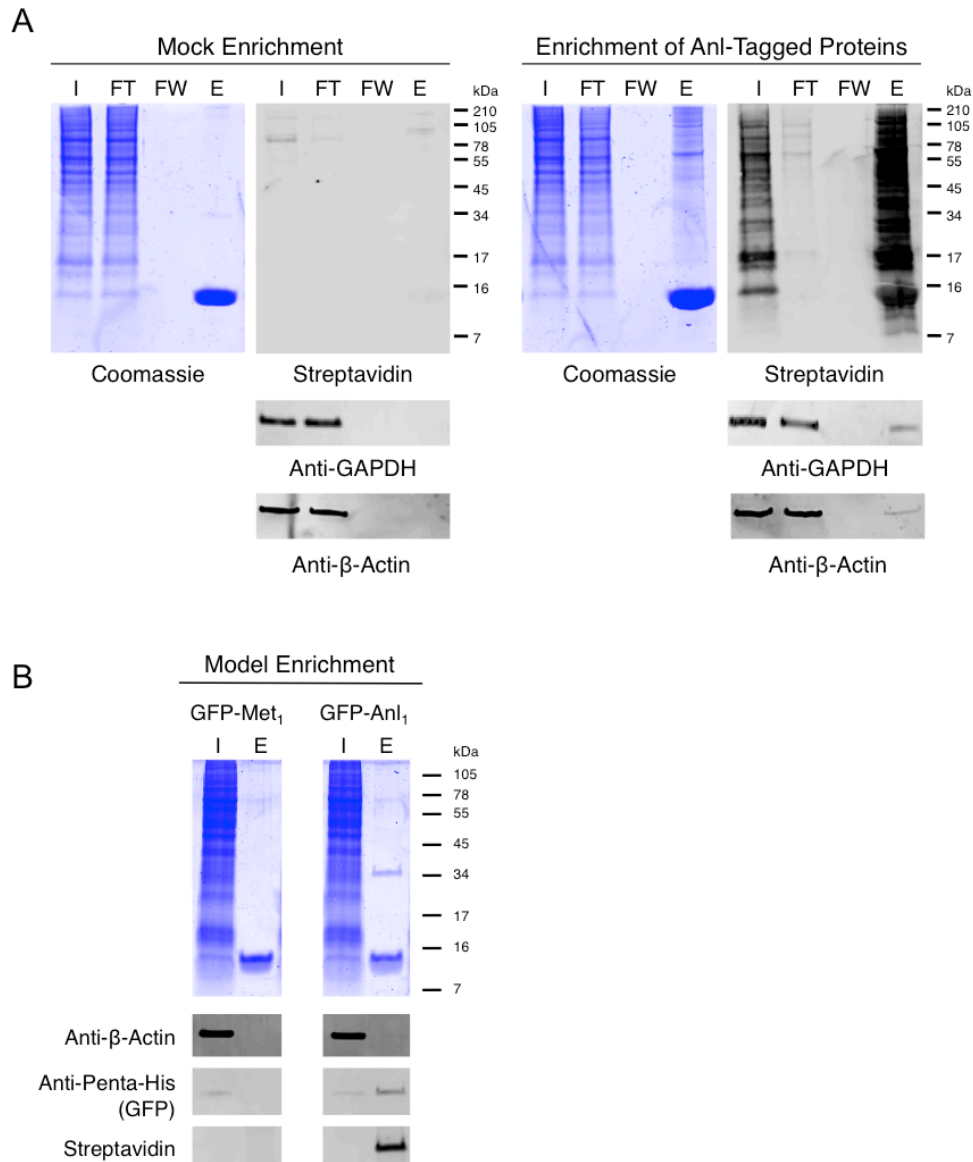 A
Mock Enrichment
Enrichment of Anl-Tagged Proteins
I FT FW E I FT FW E kDa
I FT FW E I FT FW E kDa
210
105
78
55
45
34
17
16
7
210
105
78
55
45
34
17
16
7
Coomassie Streptavidin
Coomassie Streptavidin
Anti-GAPDH
Anti-GAPDH
Anti-β-Actin
Anti-β-Actin
B
Model Enrichment
GFP-Met₁ GFP-Anl₁
I E I E kDa
105
78
55
45
34
17
16
7
Anti-β-Actin
Anti-Penta-His
(GFP)
Streptavidin